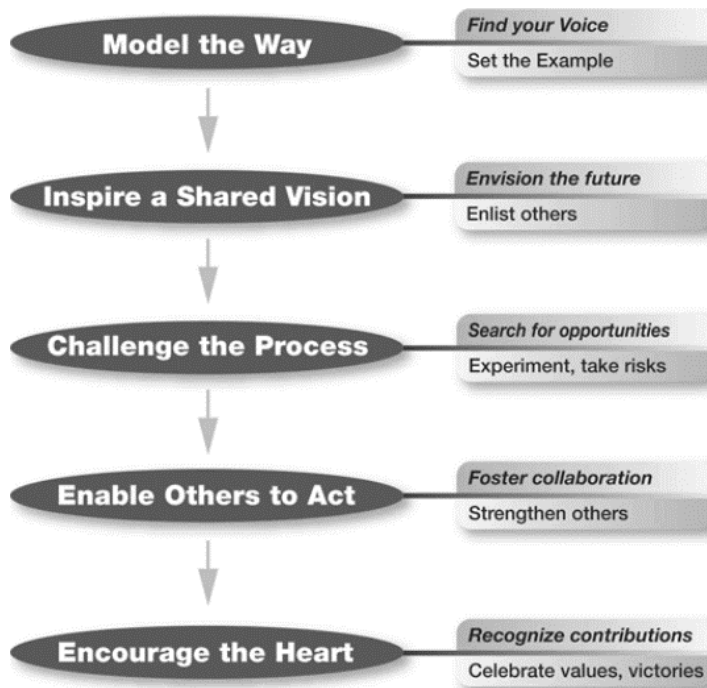 Model the Way
Find your Voice
Set the Example
Inspire a Shared Vision
Envision the future
Enlist others
Challenge the Process
Search for opportunities
Experiment, take risks
Enable Others to Act
Foster collaboration
Strengthen others
Encourage the Heart
Recognize contributions
Celebrate values, victories